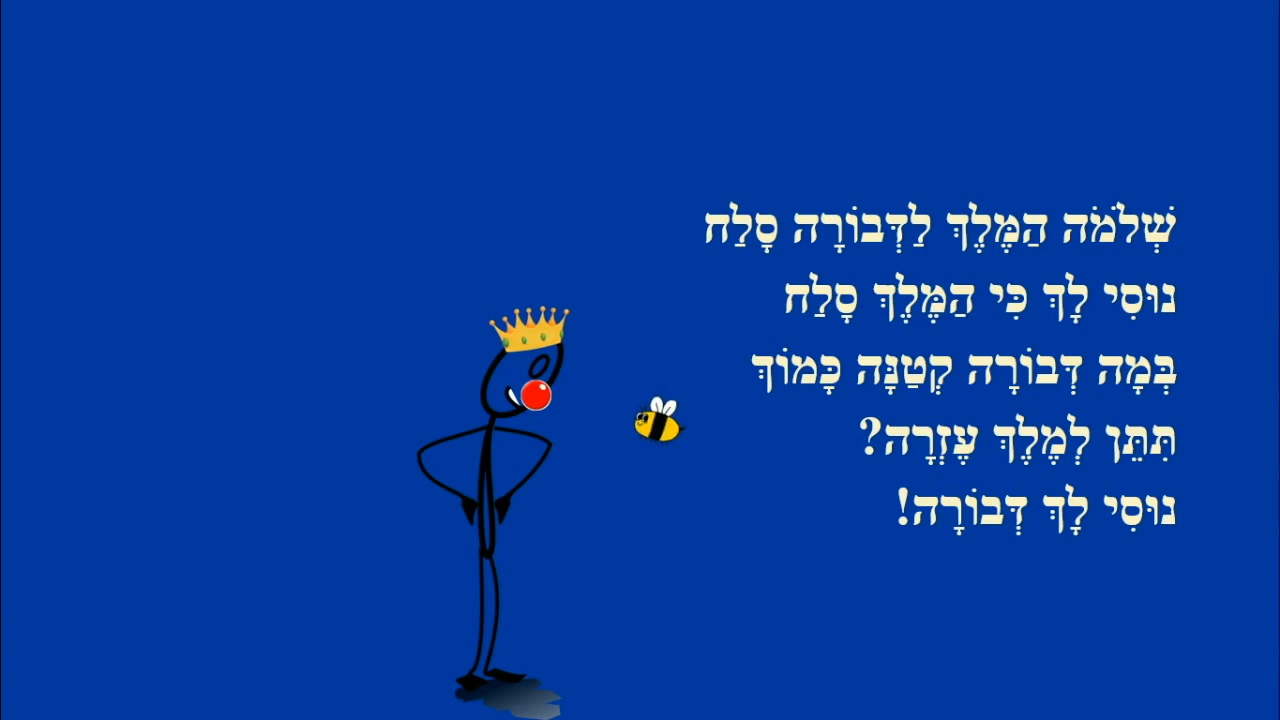 שְׁלֹמֹה הַמֶּלֶךְ לַדְּבוֹרָה סָלַח
נוּסִי לָךְ כִּי הַמֶּלֶךְ סָלַח
בְּמָה דְּבוֹרָה קְטַנָּה כָּמוֹךְ
תִּתֵּן לְמֶלֶךְ עֶזְרָה?
נוּסִי לָךְ דְּבוֹרָה!